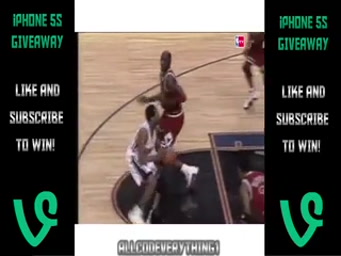 IPHONE 5S
GIVEAWAY
LIKE AND
SUBSCRIBE
TO WIN!
IPHONE 5S
GIVEAWAY
LIKE AND
SUBSCRIBE
TO WIN!
ALLCODEVERYTHING1